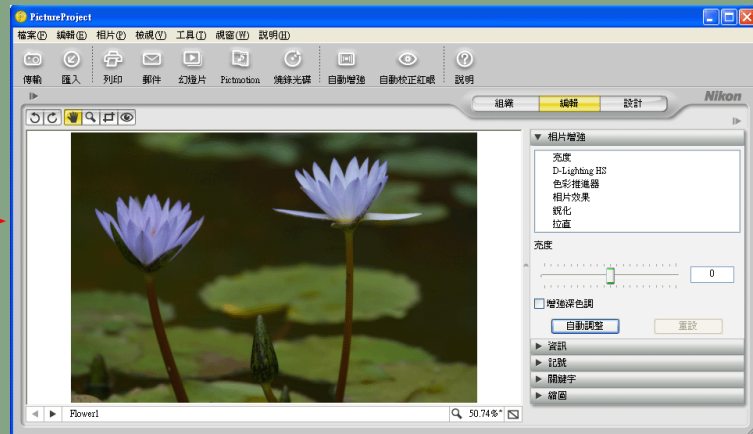 PictureProject
檔案(F) 編輯(E) 相片(P) 檢視(V) 工具(T) 視窗(W) 說明(H)
傳輸 匯入 列印 郵件 幻燈片 Pictmotion 燒錄光碟 自動增強 自動校正紅眼 說明
組織 編輯 設計 Nikon
相片增強
亮度
D-Lighting HS
色彩推進器
相片效果
銳化
拉直
亮度
0
增強深色調
自動調整 重設
資訊
記號
關鍵字
縮圖
Flower1 50.74%*